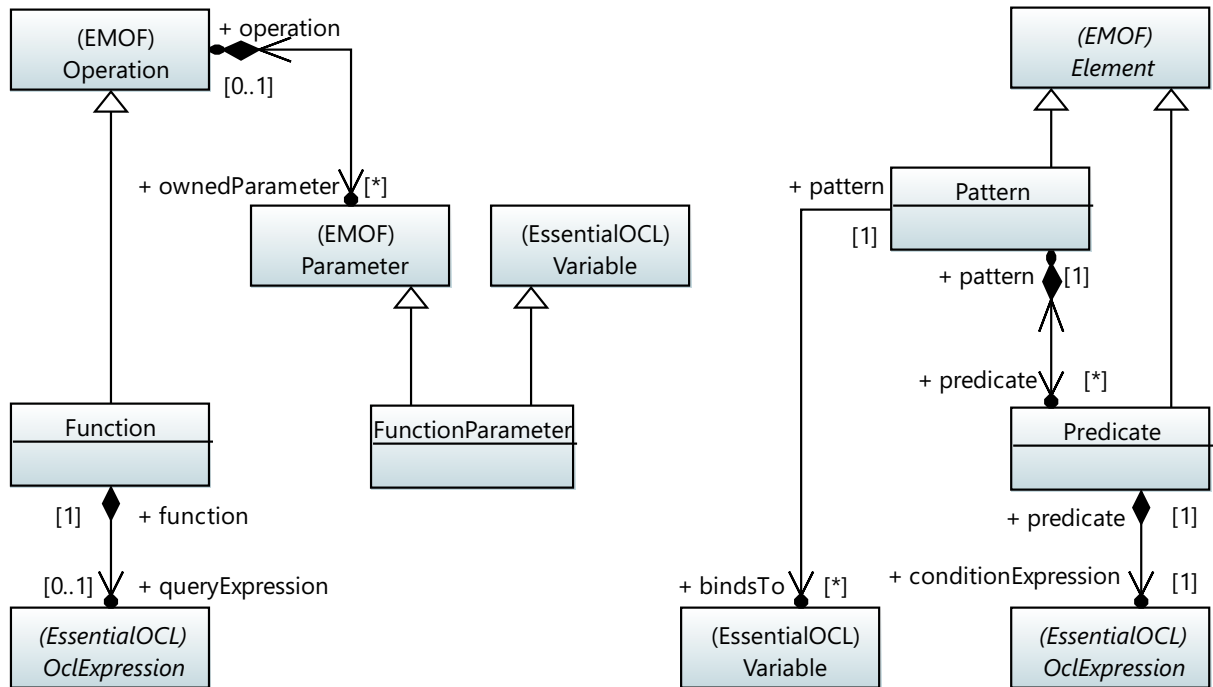 (EMOF)
Operation
+ operation
[0..1]
+ ownedParameter
[*]
(EMOF)
Parameter
(EssentialOCL)
Variable
Function
FunctionParameter
[1]
+ function
[0..1]
+ queryExpression
(EssentialOCL)
OclExpression
(EMOF)
Element
+ pattern
[1]
Pattern
+ pattern
[1]
+ predicate
[*]
Predicate
+ predicate
[1]
+ bindsTo
[*]
+ conditionExpression
[1]
(EssentialOCL)
Variable
(EssentialOCL)
OclExpression